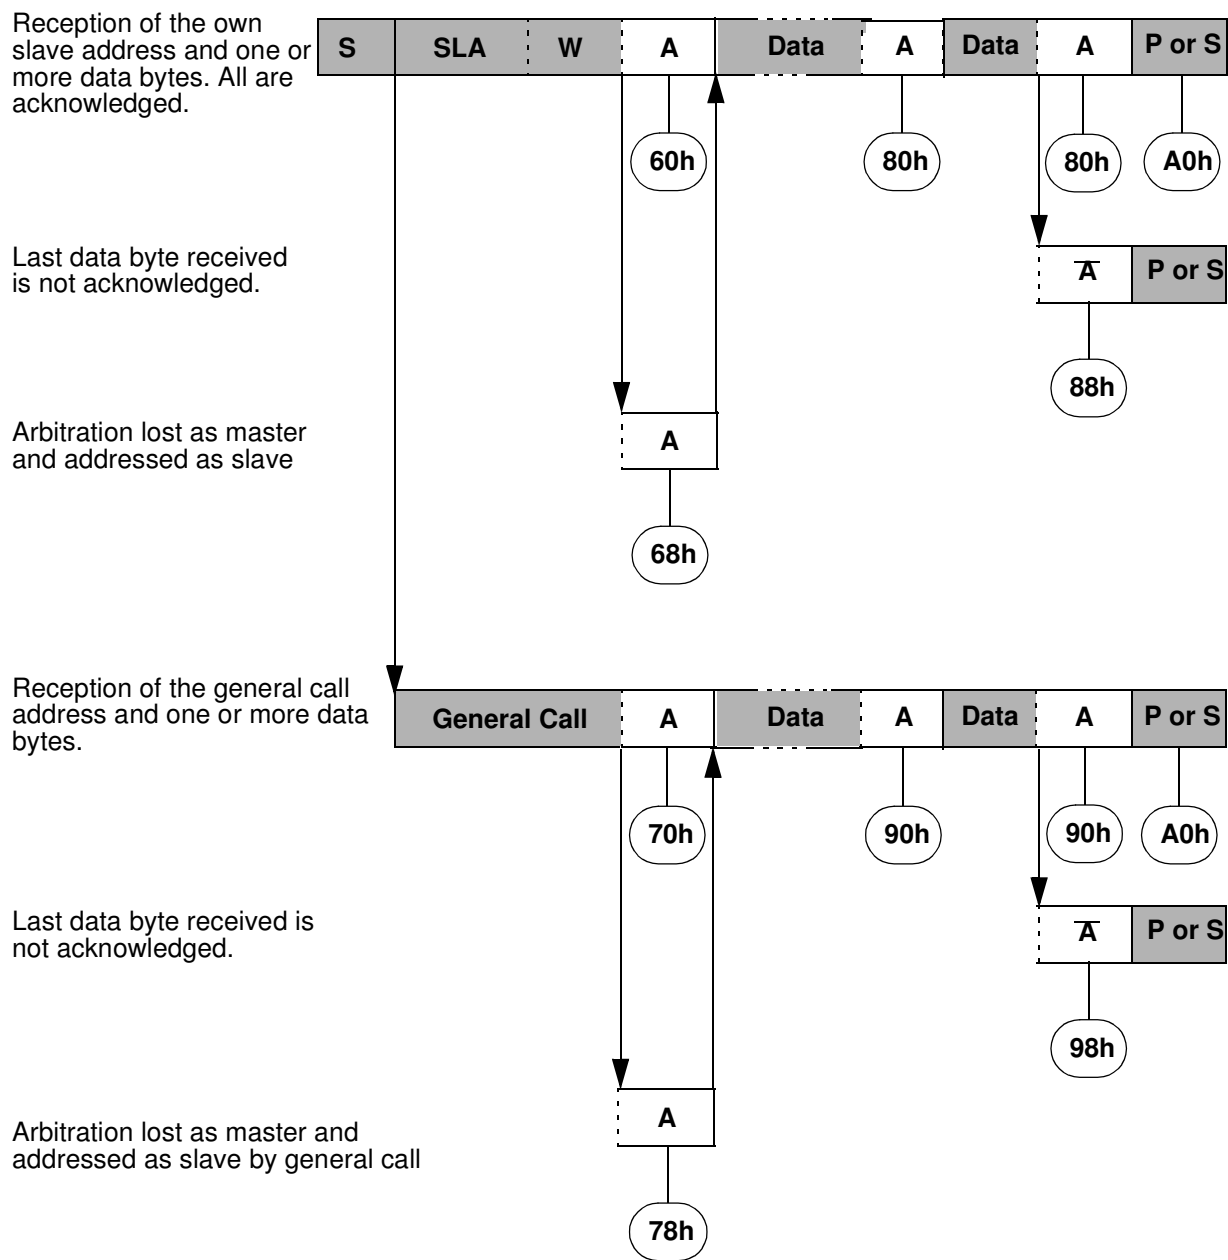 Reception of the own
slave address and one or
more data bytes. All are
acknowledged.
S SLA W A Data A Data A P or S
60h 80h 80h A0h
Last data byte received
is not acknowledged.
A̅ P or S
88h
Arbitration lost as master
and addressed as slave
A
68h
Reception of the general call
address and one or more data
bytes.
General Call A Data A Data A P or S
70h 90h 90h A0h
Last data byte received is
not acknowledged.
A̅ P or S
98h
Arbitration lost as master and
addressed as slave by general call
A
78h